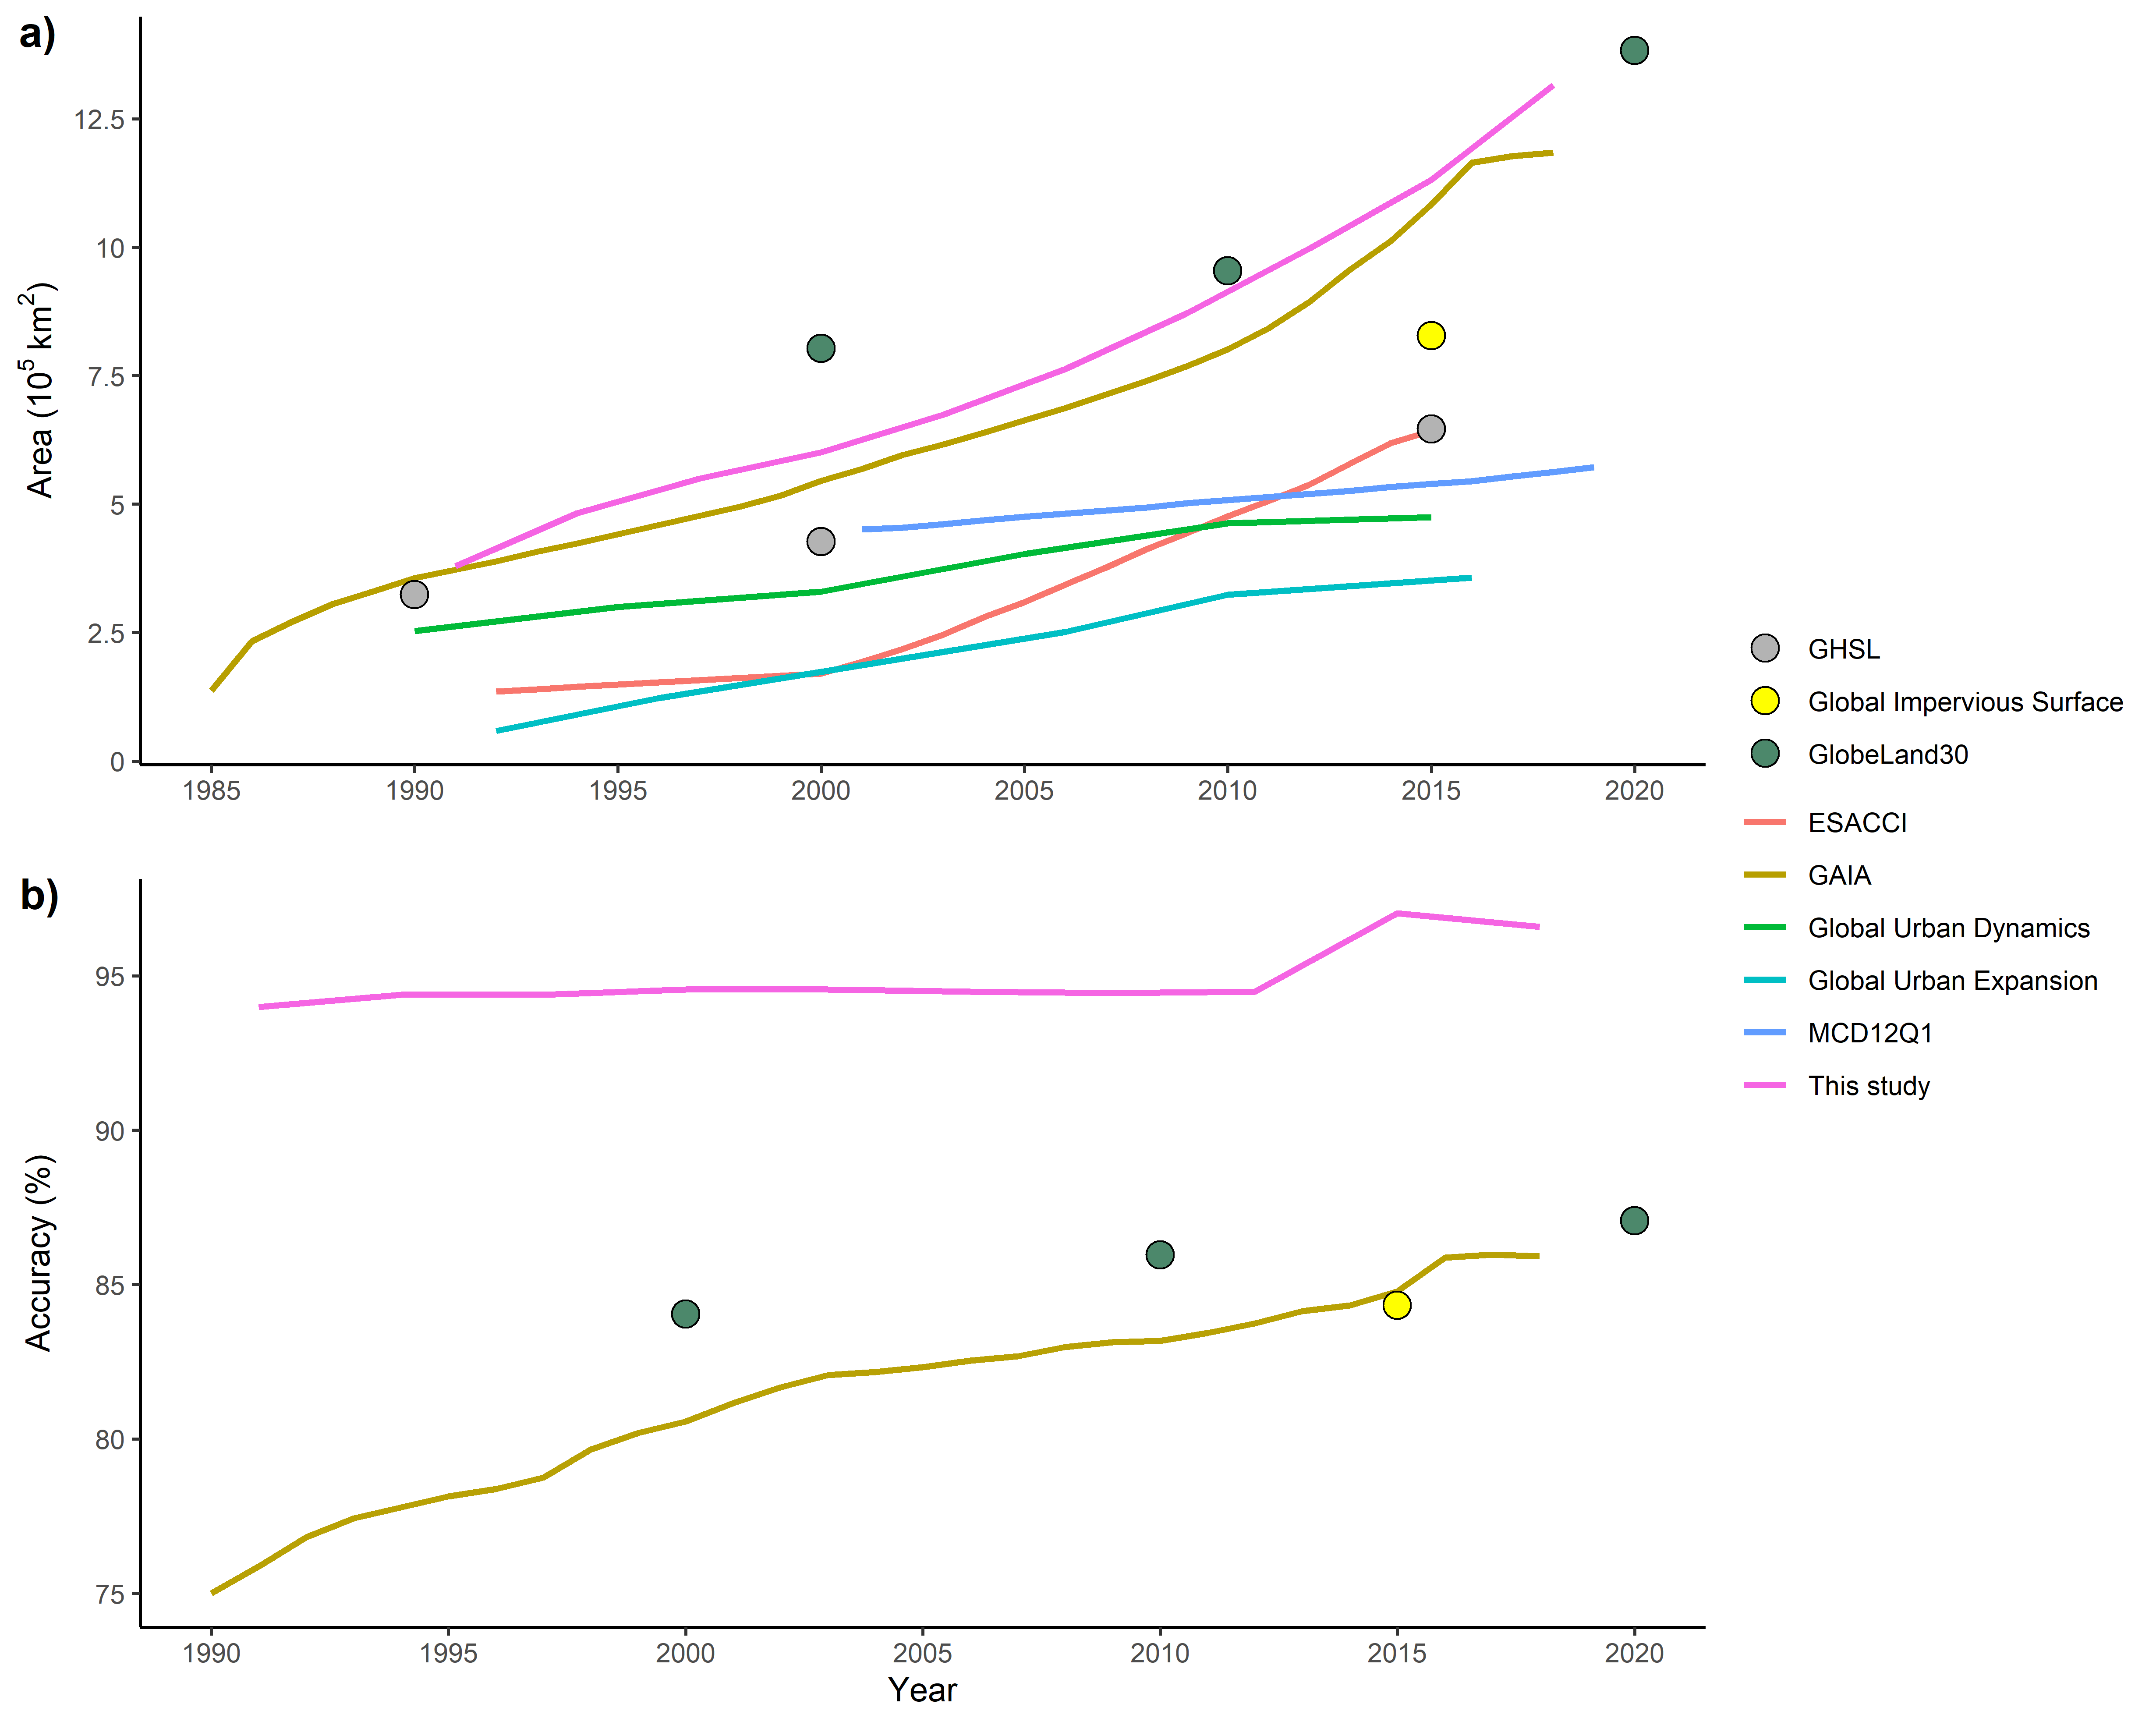 a)
12.5
10
7.5
5
2.5
0
Area (10⁵ km²)
1985 1990 1995 2000 2005 2010 2015 2020
GHSL
Global Impervious Surface
GlobeLand30
ESACCI
GAIA
Global Urban Dynamics
Global Urban Expansion
MCD12Q1
This study
b)
95
90
85
80
75
Accuracy (%)
1990 1995 2000 2005 2010 2015 2020
Year